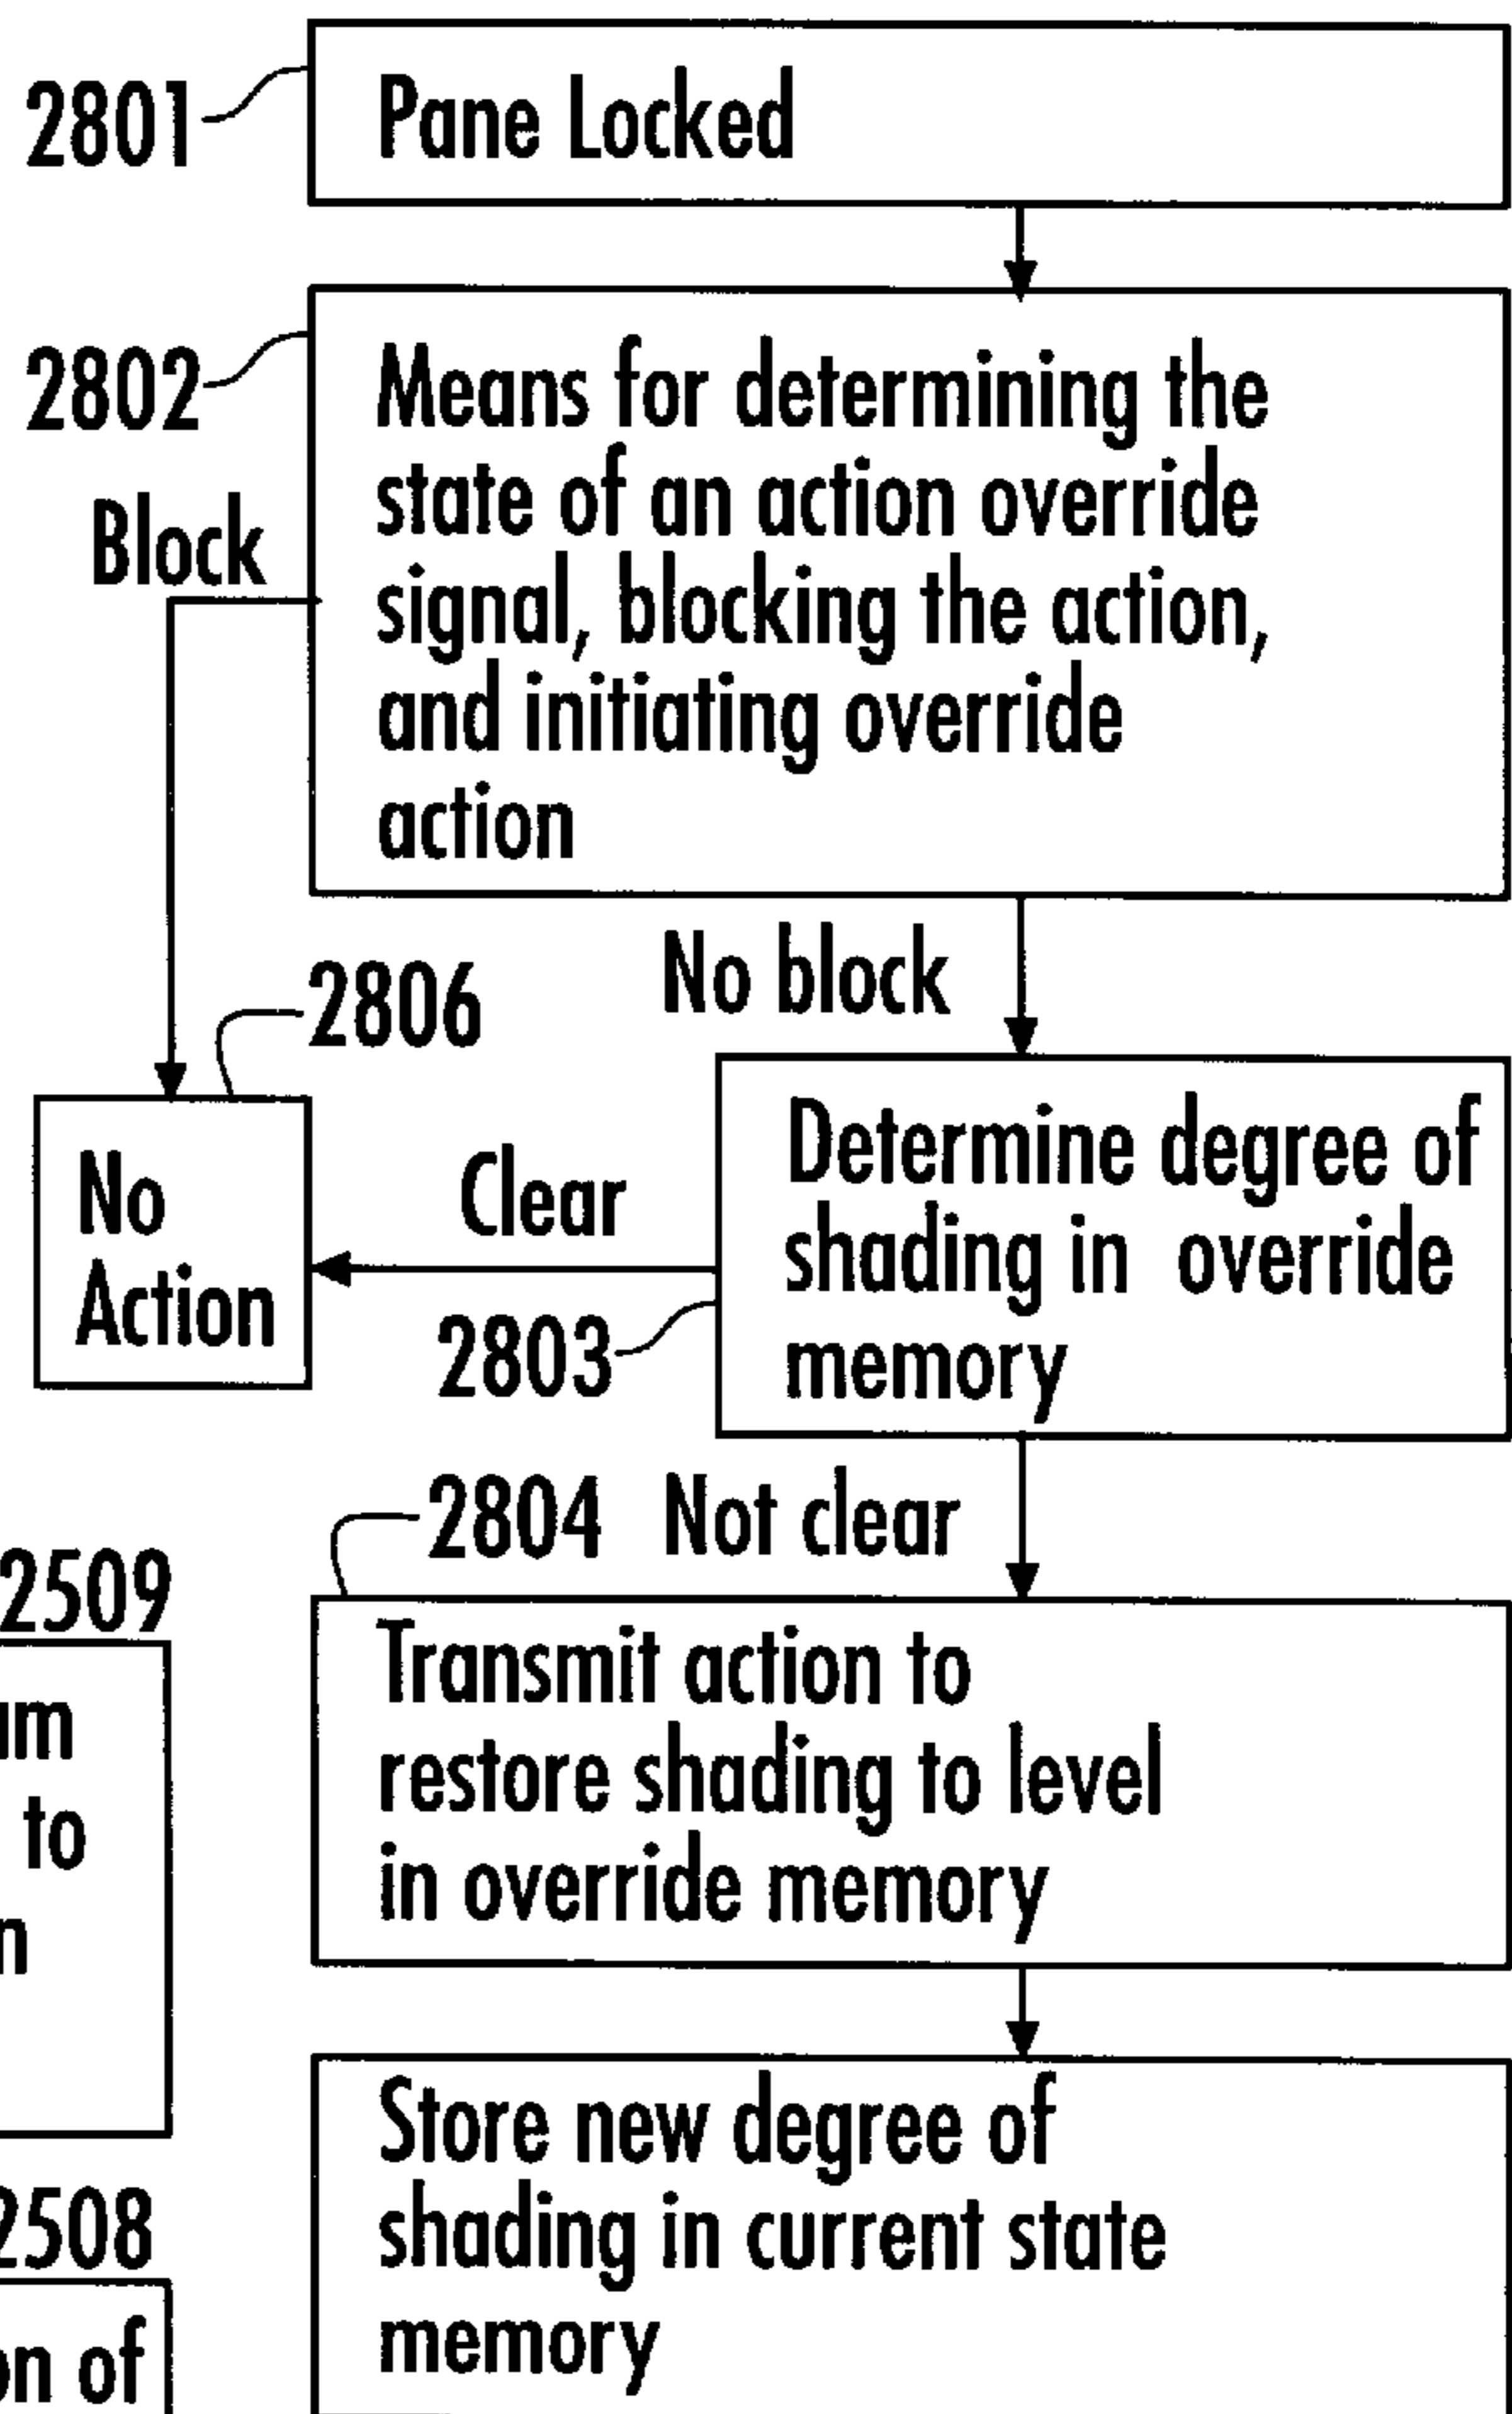 2801
Pane Locked
2802
Means for determining the
state of an action override
signal, blocking the action,
and initiating override
action
Block
No block
2806
No
Action
Clear
Determine degree of
shading in override
memory
2803
2804
Not clear
Transmit action to
restore shading to level
in override memory
Store new degree of
shading in current state
memory
2509
to
2508
of